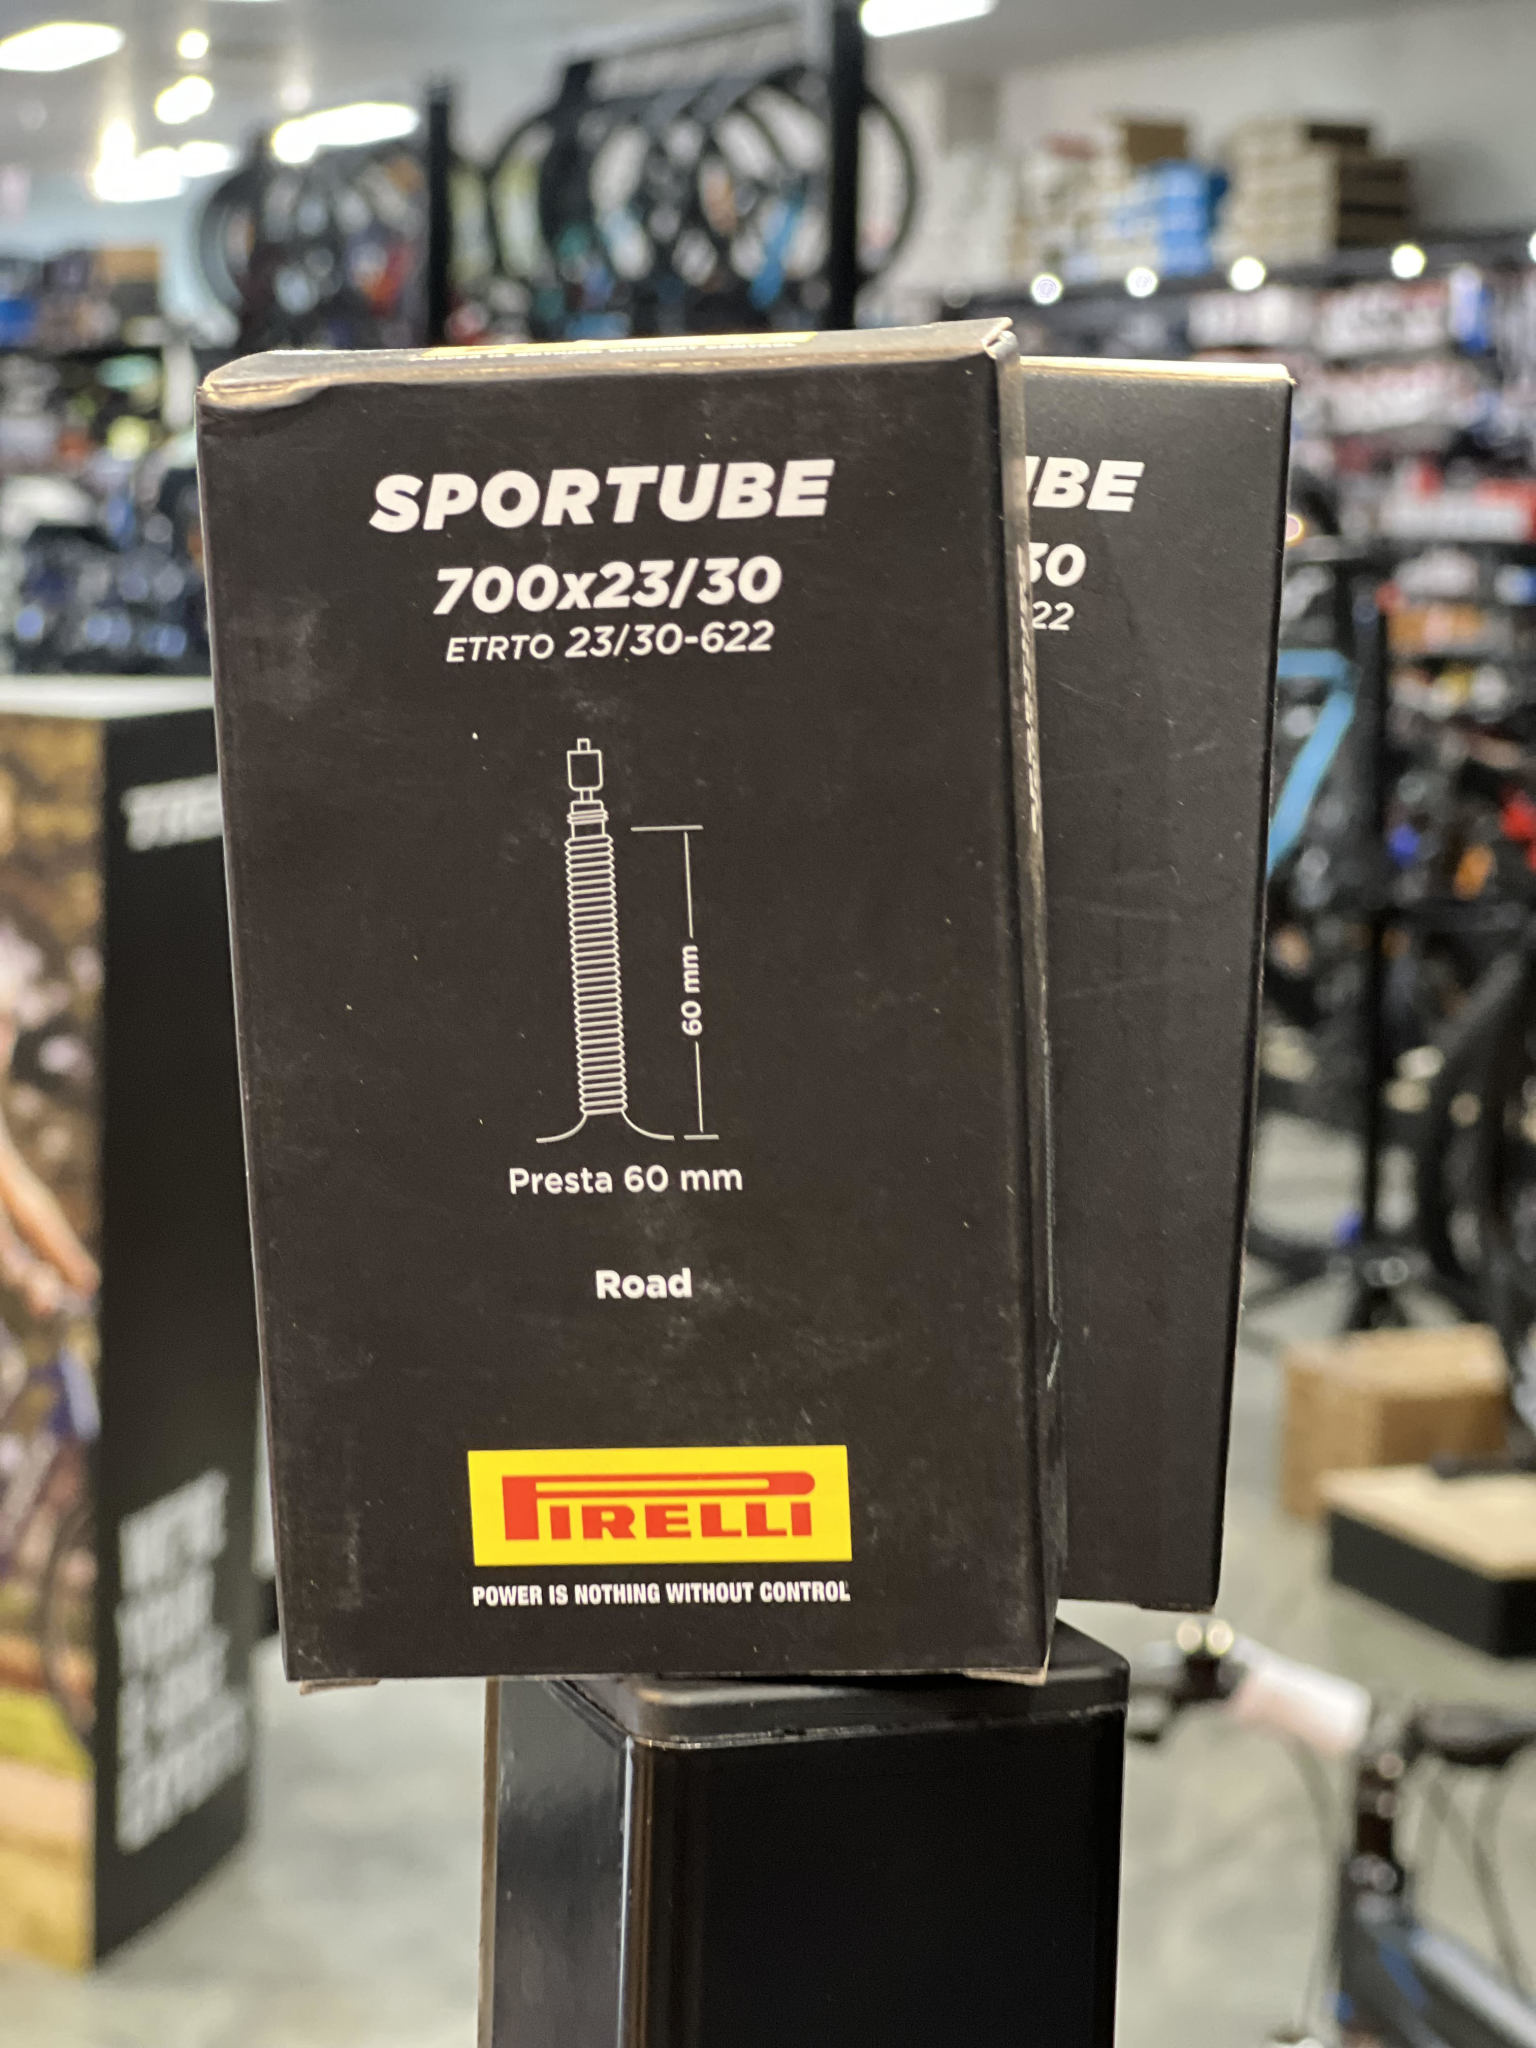 SPORTUBE
700x23/30
ETRTO 23/30-622
60 mm
Presta 60 mm
Road
PIRELLI
POWER IS NOTHING WITHOUT CONTROL
UBE
30
22